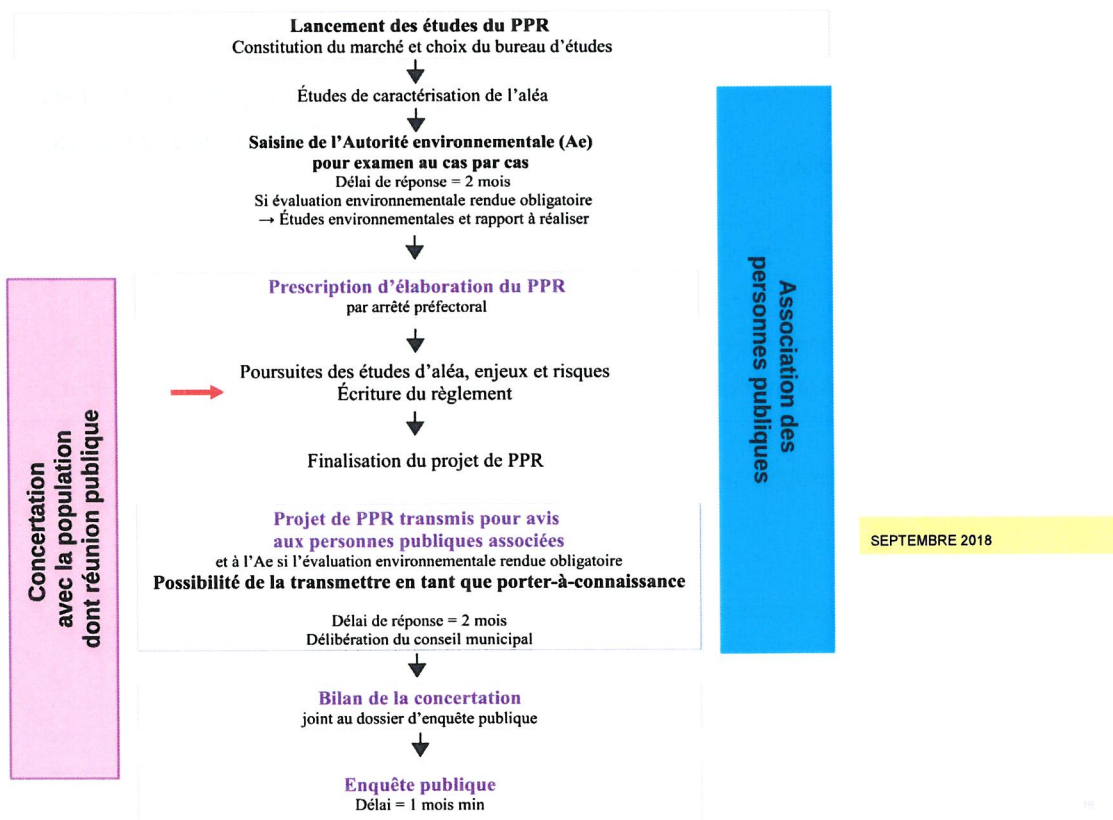 Lancement des études du PPR
Constitution du marché et choix du bureau d'études
Études de caractérisation de l'aléa
Saisine de l'Autorité environnementale (Ae)
pour examen au cas par cas
Délai de réponse = 2 mois
Si évaluation environnementale rendue obligatoire
→ Études environnementales et rapport à réaliser
Prescription d'élaboration du PPR
par arrêté préfectoral
Poursuites des études d'aléa, enjeux et risques
Écriture du règlement
Finalisation du projet de PPR
Projet de PPR transmis pour avis
aux personnes publiques associées
et à l'Ae si l'évaluation environnementale rendue obligatoire
Possibilité de la transmettre en tant que porter-à-connaissance
Délai de réponse = 2 mois
Délibération du conseil municipal
Bilan de la concertation
joint au dossier d'enquête publique
Enquête publique
Délai = 1 mois min
Concertation
avec la population
dont réunion publique
Association des
personnes publiques
SEPTEMBRE 2018